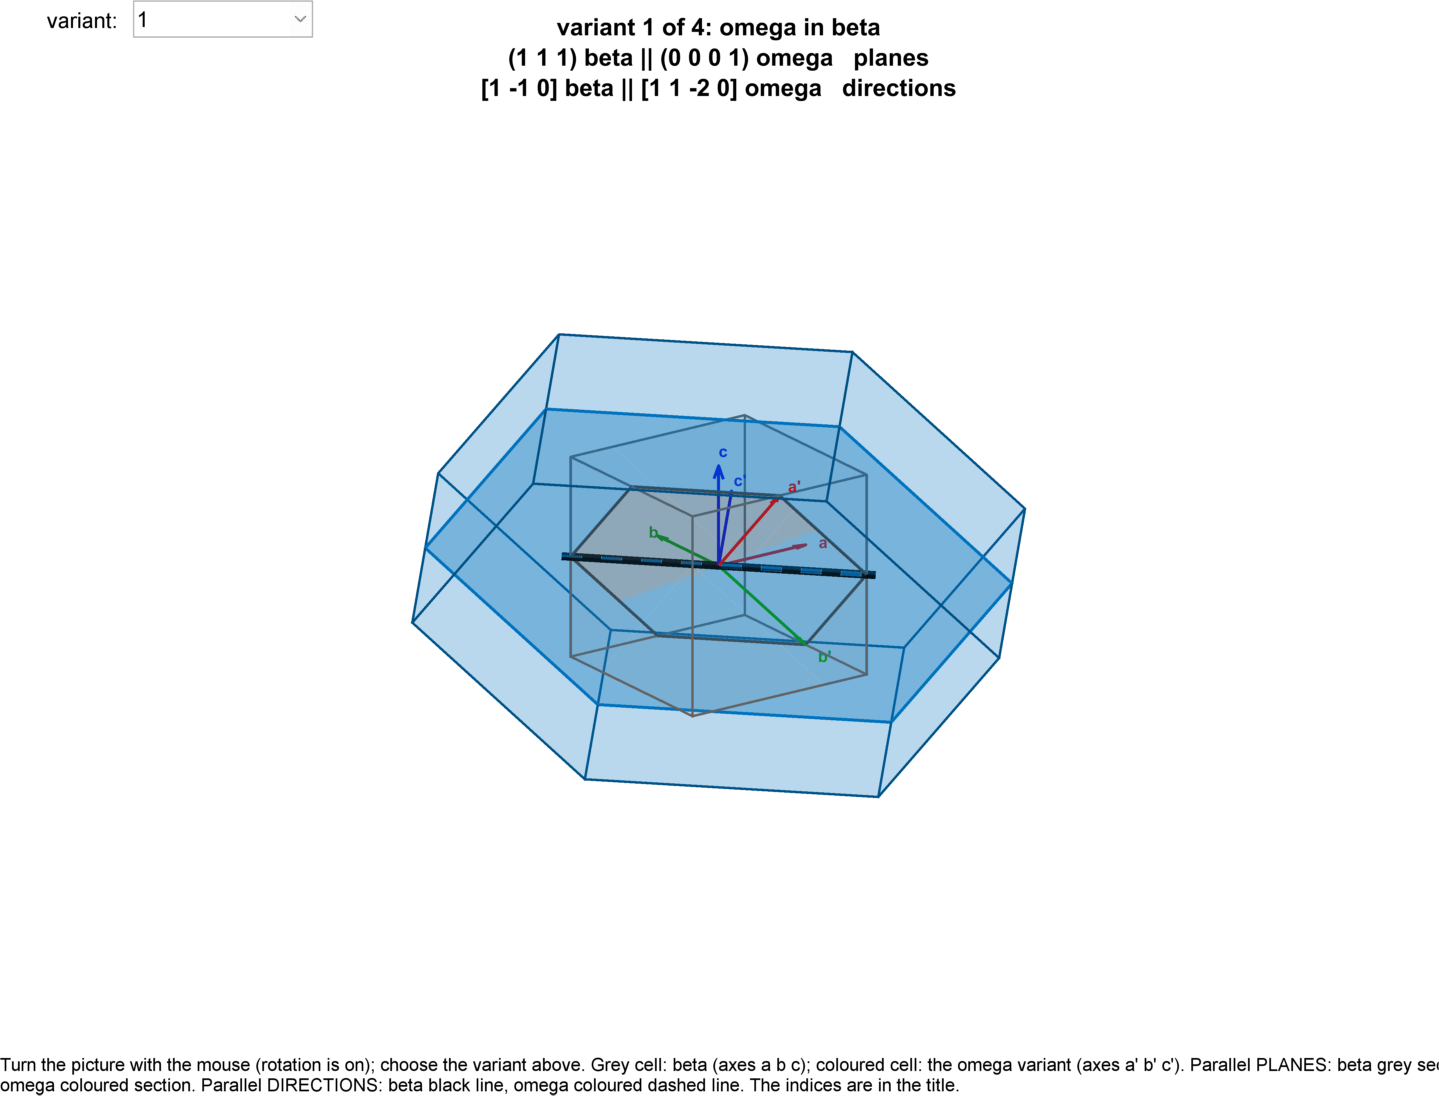 variant: 1
variant 1 of 4: omega in beta
(1 1 1) beta || (0 0 0 1) omega   planes
[1 -1 0] beta || [1 1 -2 0] omega   directions
c
c'
a'
b
a
b'
Turn the picture with the mouse (rotation is on); choose the variant above. Grey cell: beta (axes a b c); coloured cell: the omega variant (axes a' b' c'). Parallel PLANES: beta grey
omega coloured section. Parallel DIRECTIONS: beta black line, omega coloured dashed line. The indices are in the title.